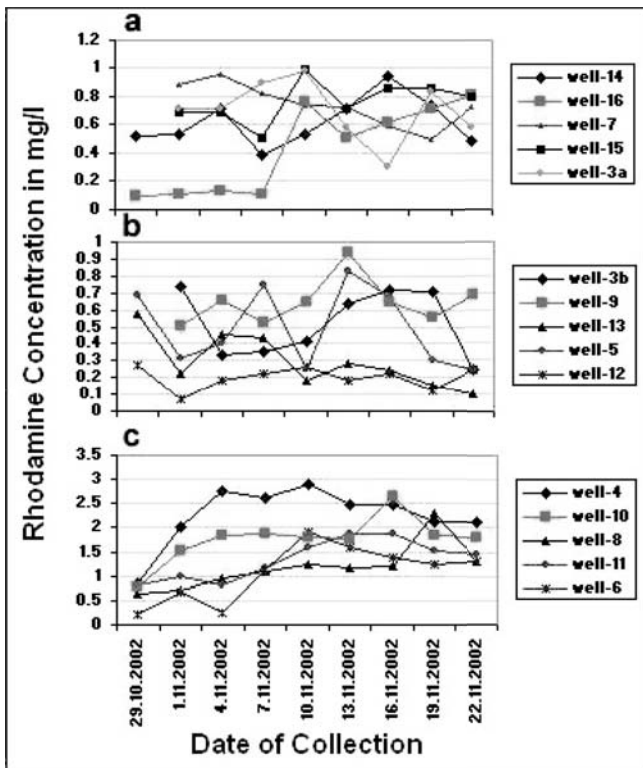 Rhodamine Concentration in mg/l
a
1.2
1
0.8
0.6
0.4
0.2
0
well-14
well-16
well-7
well-15
well-3a
b
1
0.9
0.8
0.7
0.6
0.5
0.4
0.3
0.2
0.1
0
well-3b
well-9
well-13
well-5
well-12
c
3.5
3
2.5
2
1.5
1
0.5
0
well-4
well-10
well-8
well-11
well-6
29.10.2002
1.11.2002
4.11.2002
7.11.2002
10.11.2002
13.11.2002
16.11.2002
19.11.2002
22.11.2002
Date of Collection